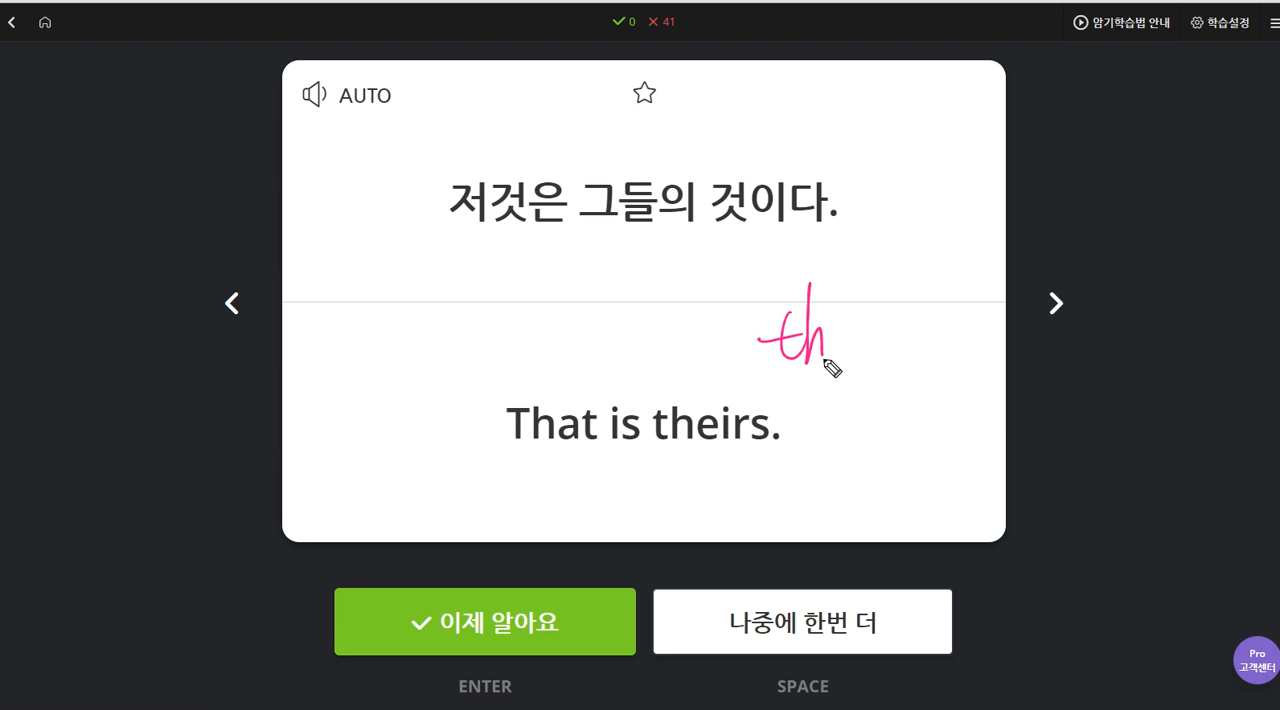 0 41 암기학습법 안내 학습설정
AUTO
저것은 그들의 것이다.
th
That is theirs.
이제 알아요 나중에 한번 더
Pro
고객센터
ENTER SPACE